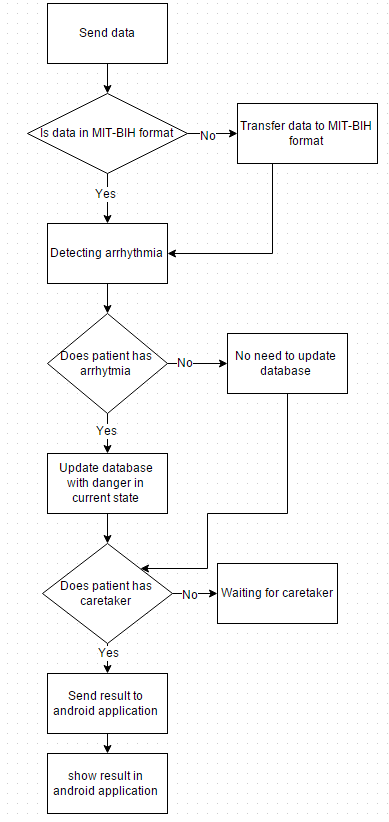 Send data
Is data in MIT-BIH format
No
Transfer data to MIT-BIH
format
Yes
Detecting arrhythmia
Does patient has
arrhytmia
No
No need to update
database
Yes
Update database
with danger in
current state
Does patient has
caretaker
No
Waiting for caretaker
Yes
Send result to
android application
show result in
android application